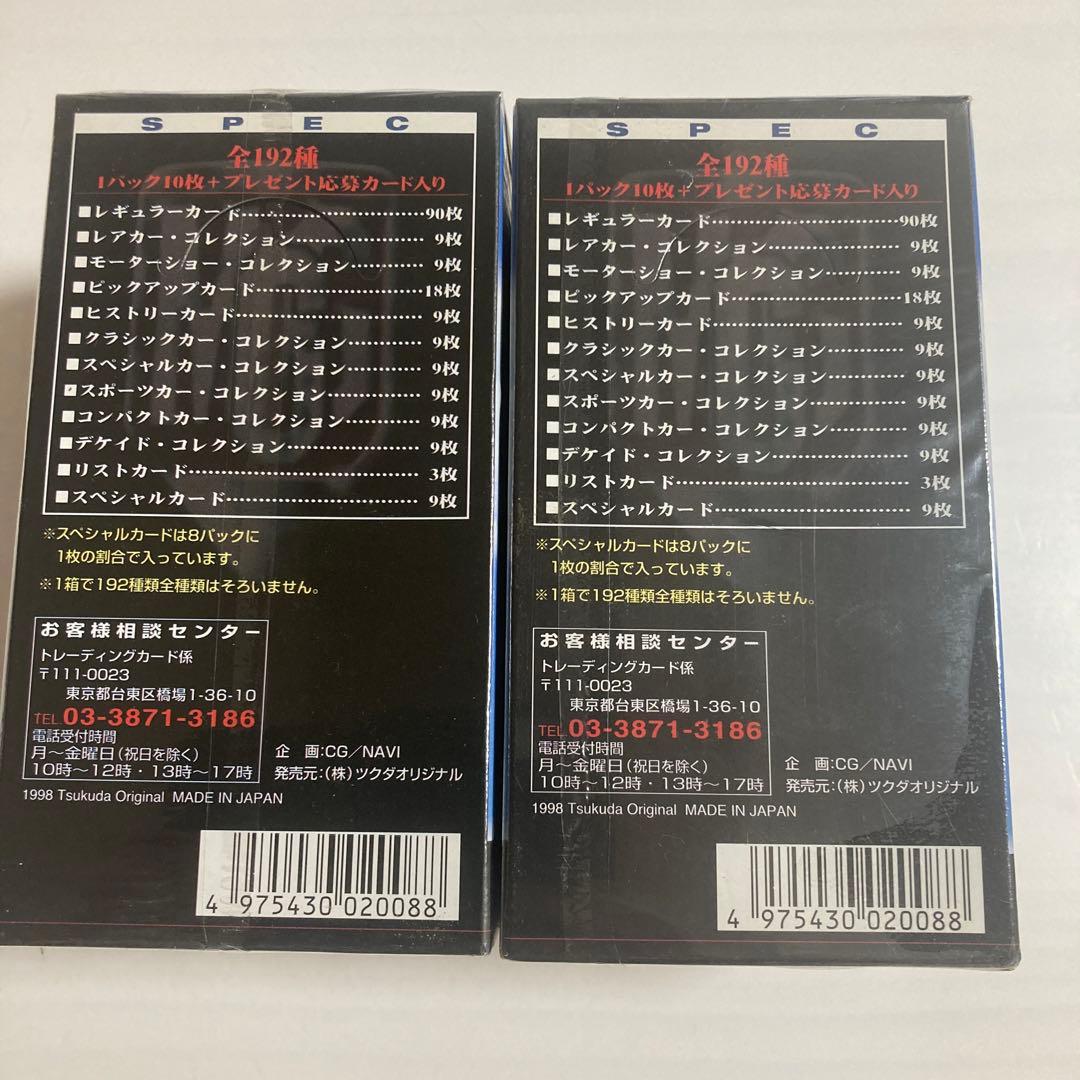 SPEC
全192種
1パック10枚+プレゼント応募カード入り
■レギュラーカード…………………90枚
■レアカー・コレクション…………… 9枚
■モーターショー・コレクション……… 9枚
■ピックアップカード…………………18枚
■ヒストリーカード…………………… 9枚
■クラシックカー・コレクション……… 9枚
■スペシャルカー・コレクション……… 9枚
■スポーツカー・コレクション………… 9枚
■コンパクトカー・コレクション……… 9枚
■デケイド・コレクション…………… 9枚
■リストカード………………………… 3枚
■スペシャルカード…………………… 9枚
※スペシャルカードは8パックに
1枚の割合で入っています。
※1箱で192種類全種類はそろいません。
お客様相談センター
トレーディングカード係
〒111-0023
東京都台東区橋場1-36-10
TEL 03-3871-3186
電話受付時間
月～金曜日(祝日を除く)
10時～12時・13時～17時
企 画:CG/NAVI
発売元:(株)ツクダオリジナル
1998 Tsukuda Original MADE IN JAPAN
4 975430 020088
SPEC
全192種
1パック10枚+プレゼント応募カード入り
■レギュラーカード…………………90枚
■レアカー・コレクション…………… 9枚
■モーターショー・コレクション……… 9枚
■ピックアップカード…………………18枚
■ヒストリーカード…………………… 9枚
■クラシックカー・コレクション……… 9枚
■スペシャルカー・コレクション……… 9枚
■スポーツカー・コレクション………… 9枚
■コンパクトカー・コレクション……… 9枚
■デケイド・コレクション…………… 9枚
■リストカード………………………… 3枚
■スペシャルカード…………………… 9枚
※スペシャルカードは8パックに
1枚の割合で入っています。
※1箱で192種類全種類はそろいません。
お客様相談センター
トレーディングカード係
〒111-0023
東京都台東区橋場1-36-10
TEL 03-3871-3186
電話受付時間
月～金曜日(祝日を除く)
10時～12時・13時～17時
企 画:CG/NAVI
発売元:(株)ツクダオリジナル
1998 Tsukuda Original MADE IN JAPAN
4 975430 020088